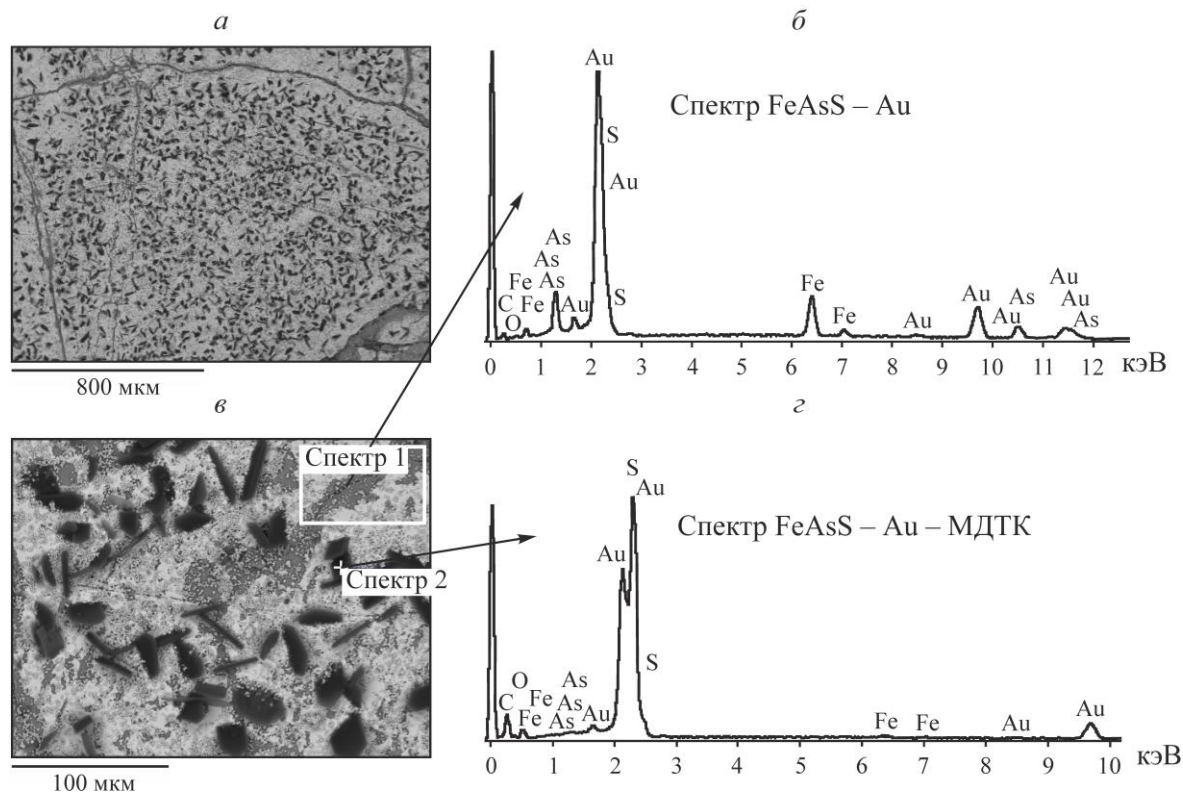 а
800 мкм
б
Спектр FeAsS – Au
Au
S
Au
S
As
As
As
Fe
Fe
C
O
Au
Fe
Fe
Au
Au
Au
As
Au
Au
As
0 1 2 3 4 5 6 7 8 9 10 11 12 кэВ
в
Спектр 1
Спектр 2
100 мкм
г
Спектр FeAsS – Au – МДТК
S
Au
Au
S
O
C
Fe
Fe
As
As
As
Au
Fe
Fe
Au
Au
0 1 2 3 4 5 6 7 8 9 10 кэВ